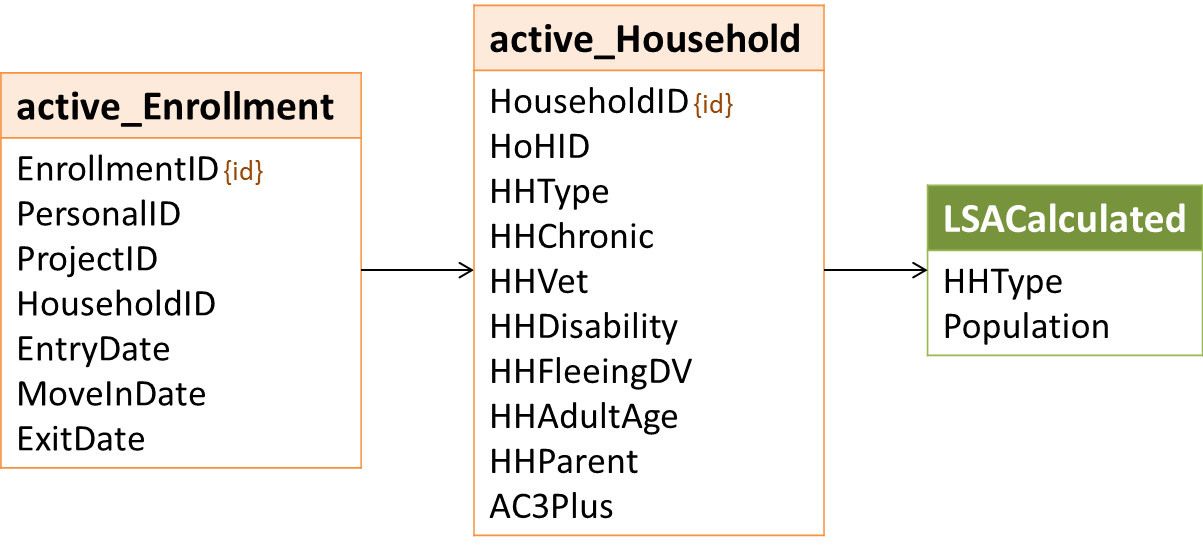 active_Enrollment
EnrollmentID {id}
PersonalID
ProjectID
HouseholdID
EntryDate
MoveInDate
ExitDate
active_Household
HouseholdID {id}
HoHID
HHType
HHChronic
HHVet
HHDisability
HHFleeingDV
HHAdultAge
HHParent
AC3Plus
LSACalculated
HHType
Population